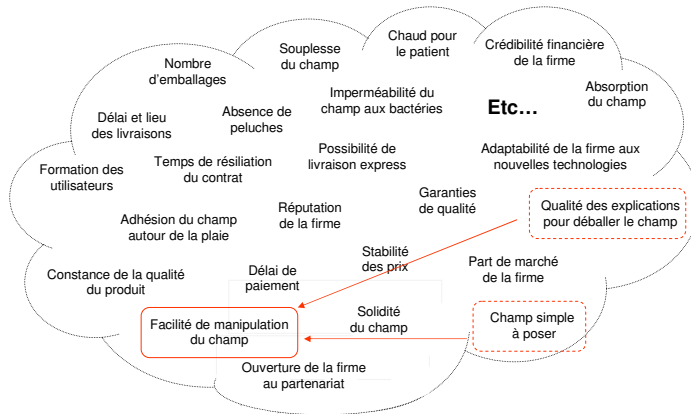 Chaud pour
le patient
Souplesse
du champ
Crédibilité financière
de la firme
Nombre
d'emballages
Absorption
du champ
Imperméabilité du
champ aux bactéries
Etc...
Absence de
peluches
Délai et lieu
des livraisons
Possibilité de
livraison express
Adaptabilité de la firme aux
nouvelles technologies
Temps de résiliation
du contrat
Formation des
utilisateurs
Garanties
de qualité
Qualité des explications
pour déballer le champ
Réputation
de la firme
Adhésion du champ
autour de la plaie
Stabilité
des prix
Part de marché
de la firme
Constance de la qualité
du produit
Délai de
paiement
Solidité
du champ
Champ simple
à poser
Facilité de manipulation
du champ
Ouverture de la firme
au partenariat